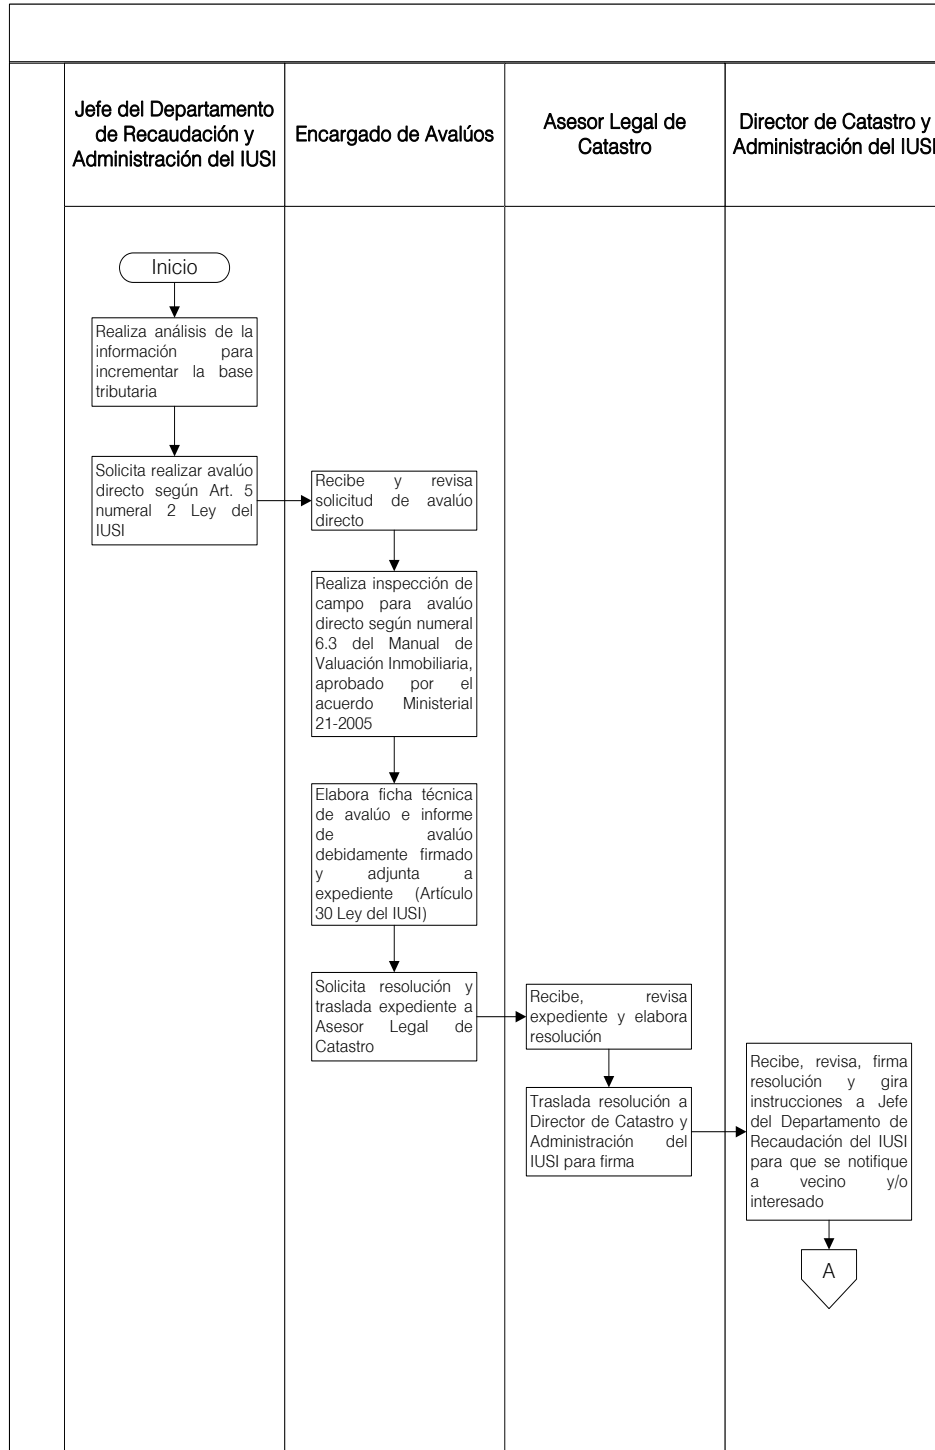 Jefe del Departamento
de Recaudación y
Administración del IUSI
Encargado de Avalúos
Asesor Legal de
Catastro
Director de Catastro y
Administración del IUSI
Inicio
Realiza análisis de la
información para
incrementar la base
tributaria
Solicita realizar avalúo
directo según Art. 5
numeral 2 Ley del
IUSI
Recibe y revisa
solicitud de avalúo
directo
Realiza inspección de
campo para avalúo
directo según numeral
6.3 del Manual de
Valuación Inmobiliaria,
aprobado por el
acuerdo Ministerial
21-2005
Elabora ficha técnica
de avalúo e informe
de avalúo
debidamente firmado
y adjunta a
expediente (Artículo
30 Ley del IUSI)
Solicita resolución y
traslada expediente a
Asesor Legal de
Catastro
Recibe, revisa
expediente y elabora
resolución
Traslada resolución a
Director de Catastro y
Administración del
IUSI para firma
Recibe, revisa, firma
resolución y gira
instrucciones a Jefe
del Departamento de
Recaudación del IUSI
para que se notifique
a vecino y/o
interesado
A